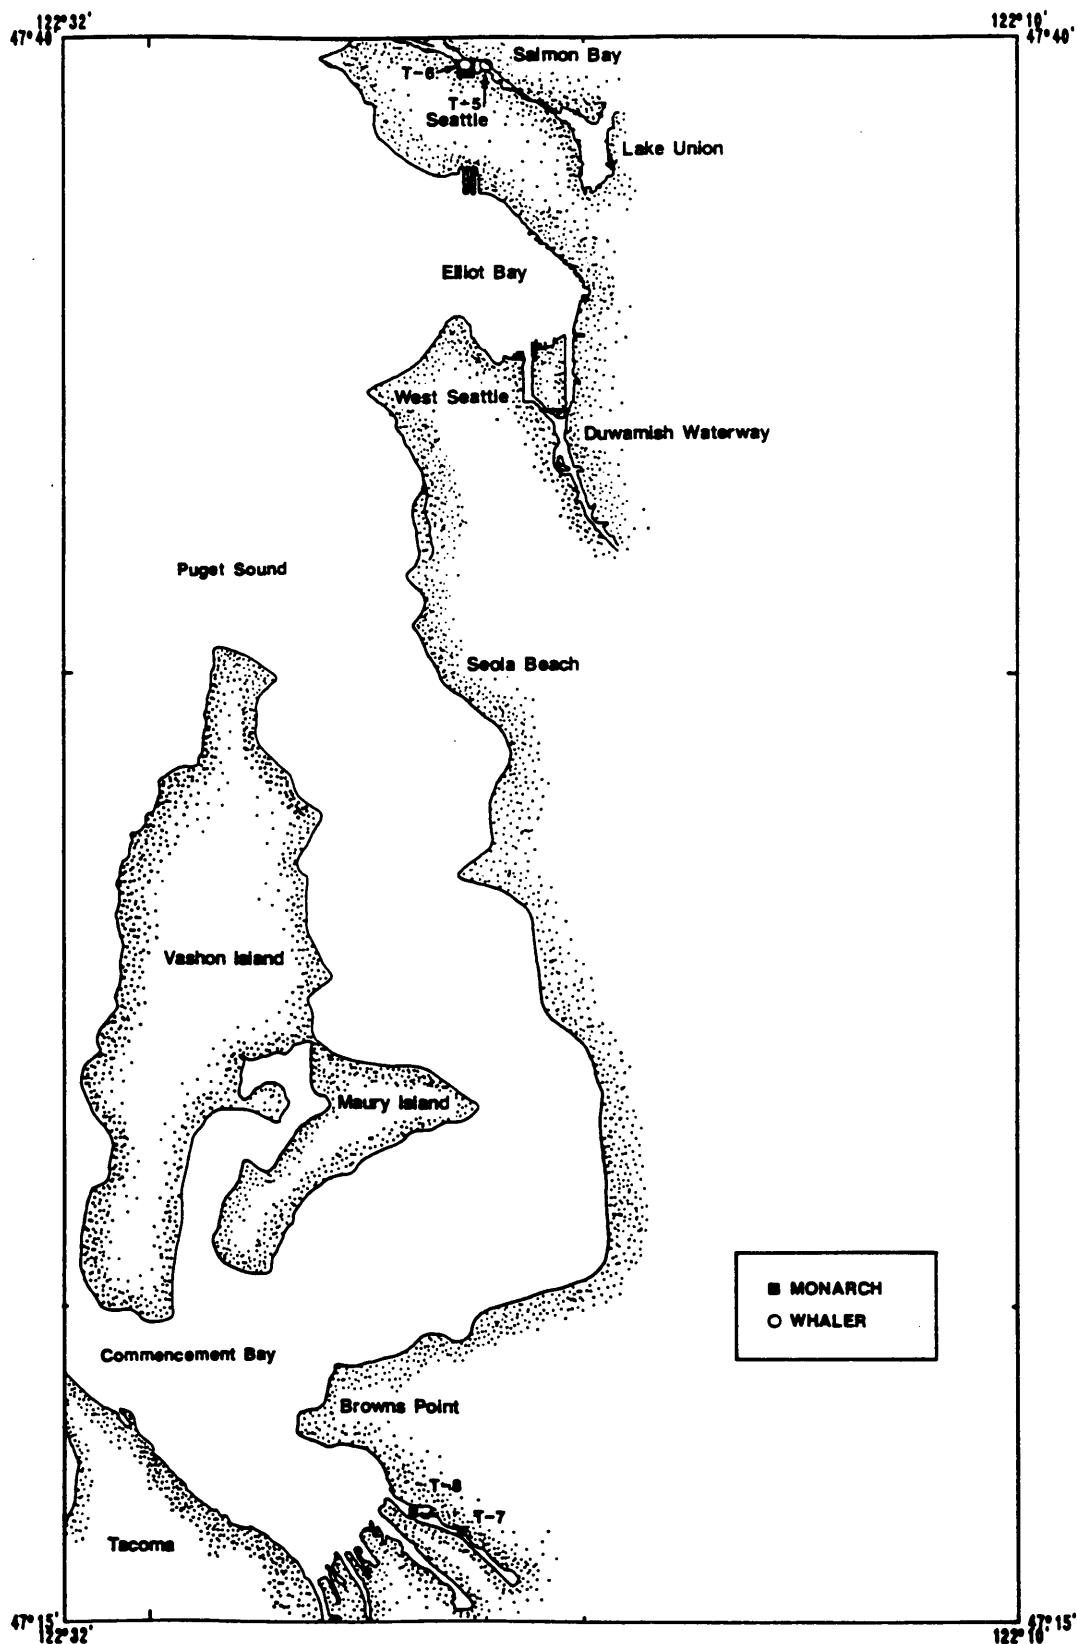 122°32'
122°10'
47°40'
47°40'
Salmon Bay
T-6
T-5
Seattle
Lake Union
Elliot Bay
West Seattle
Duwamish Waterway
Puget Sound
Seola Beach
Vashon Island
Maury Island
MONARCH
WHALER
Commencement Bay
Browns Point
T-8
T-7
Tacoma
47°15'
47°15'
122°32'
122°10'